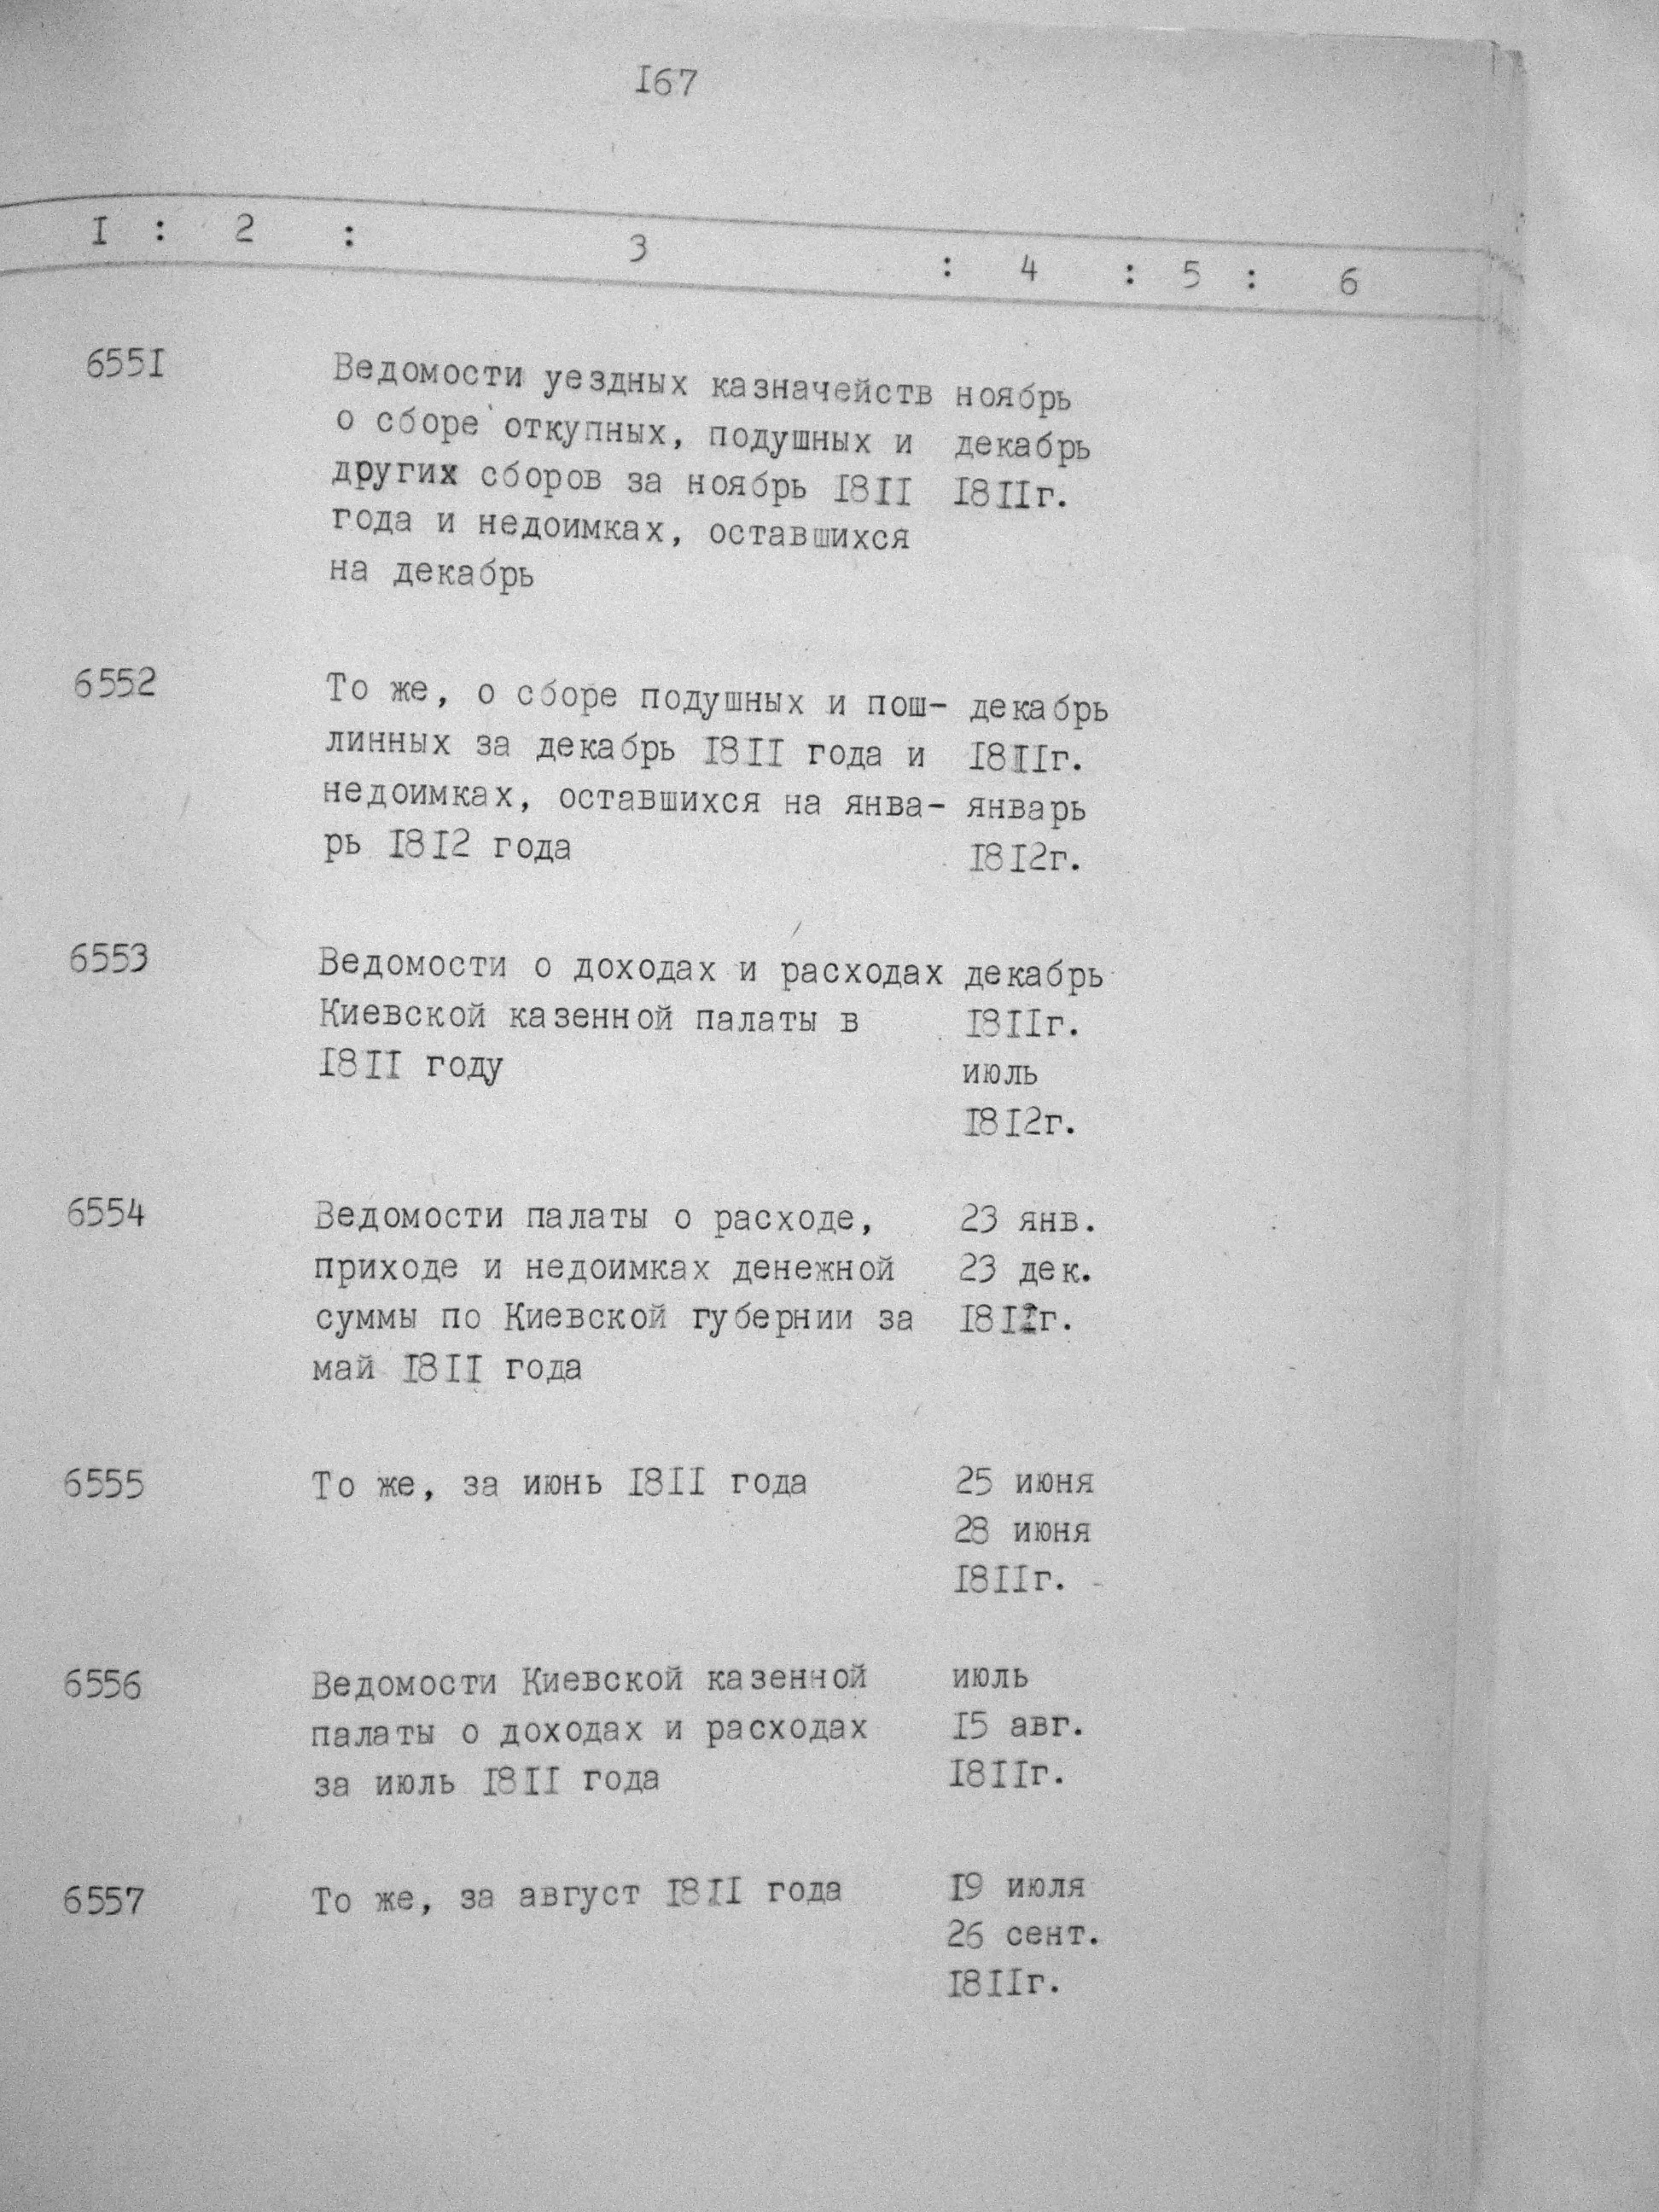 167
1 : 2 : 3 : 4 : 5 : 6
6551 Ведомости уездных казначейств ноябрь
о сборе откупных, подушных и декабрь
других сборов за ноябрь 1811 1811г.
года и недоимках, оставшихся
на декабрь
6552 То же, о сборе подушных и пош- декабрь
линных за декабрь 1811 года и 1811г.
недоимках, оставшихся на янва- январь
рь 1812 года 1812г.
6553 Ведомости о доходах и расходах декабрь
Киевской казенной палаты в 1811г.
1811 году июль
1812г.
6554 Ведомости палаты о расходе, 23 янв.
приходе и недоимках денежной 23 дек.
суммы по Киевской губернии за
май 1811 года
6555 То же, за июнь 1811 года 25 июня
28 июня
1811г.
6556 Ведомости Киевской казенной июль
палаты о доходах и расходах 15 авг.
за июль 1811 года 1811г.
6557 То же, за август 1811 года 19 июля
26 сент.
1811г.